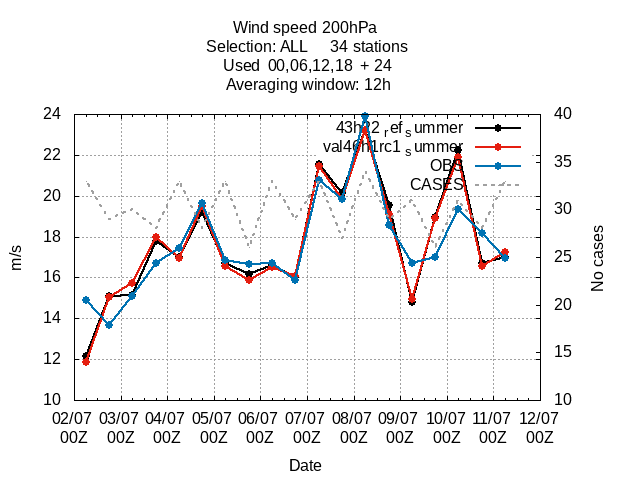 Wind speed 200hPa
Selection: ALL 34 stations
Used 00,06,12,18 + 24
Averaging window: 12h
24 40
43h22_ref_summer
val46h1rc1_summer
OBS
CASES
22 35
20 30
18
m/s
No cases
25
16
20
14
15
12
10 10
02/07 03/07 04/07 05/07 06/07 07/07 08/07 09/07 10/07 11/07 12/07
00Z 00Z 00Z 00Z 00Z 00Z 00Z 00Z 00Z 00Z 00Z
Date